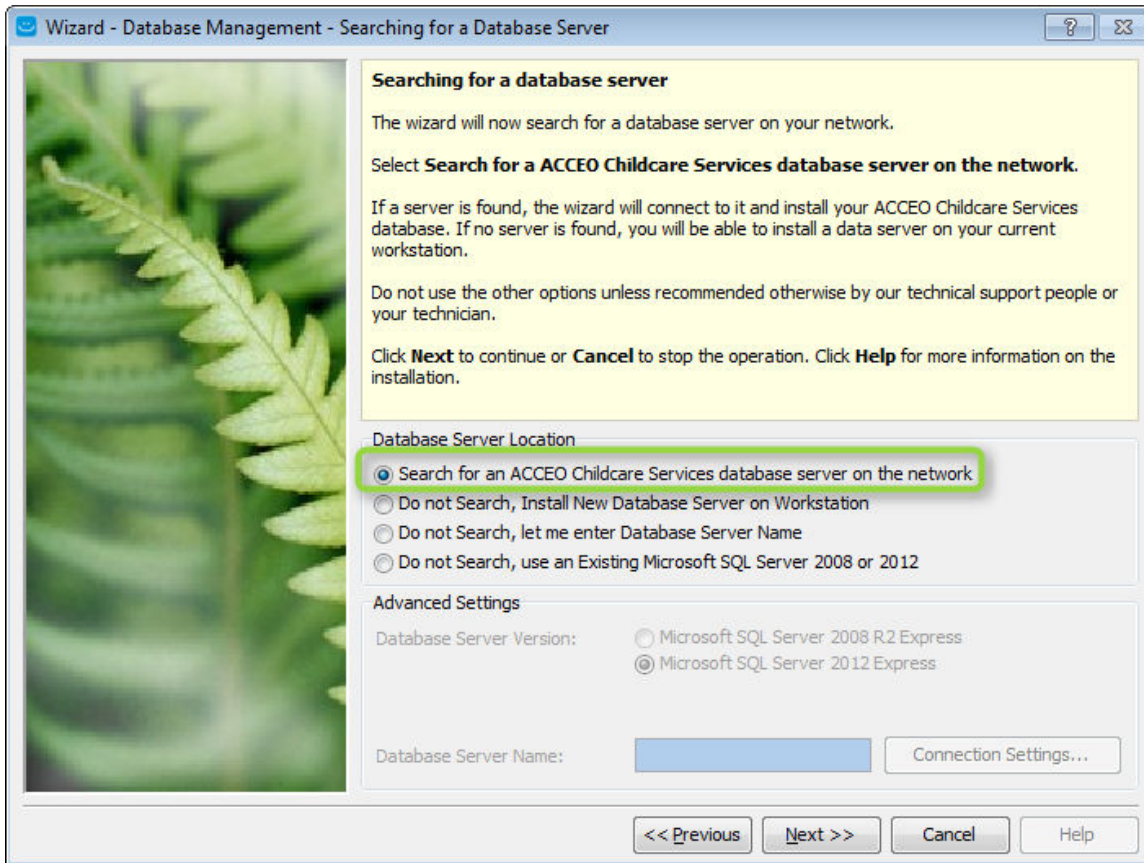 Wizard - Database Management - Searching for a Database Server
Searching for a database server
The wizard will now search for a database server on your network.
Select Search for a ACCEO Childcare Services database server on the network.
If a server is found, the wizard will connect to it and install your ACCEO Childcare Services
database. If no server is found, you will be able to install a data server on your current
workstation.
Do not use the other options unless recommended otherwise by our technical support people or
your technician.
Click Next to continue or Cancel to stop the operation. Click Help for more information on the
installation.
Database Server Location
Search for an ACCEO Childcare Services database server on the network
Do not Search, Install New Database Server on Workstation
Do not Search, let me enter Database Server Name
Do not Search, use an Existing Microsoft SQL Server 2008 or 2012
Advanced Settings
Database Server Version:
Microsoft SQL Server 2008 R2 Express
Microsoft SQL Server 2012 Express
Database Server Name:
Connection Settings...
<< Previous
Next >>
Cancel
Help